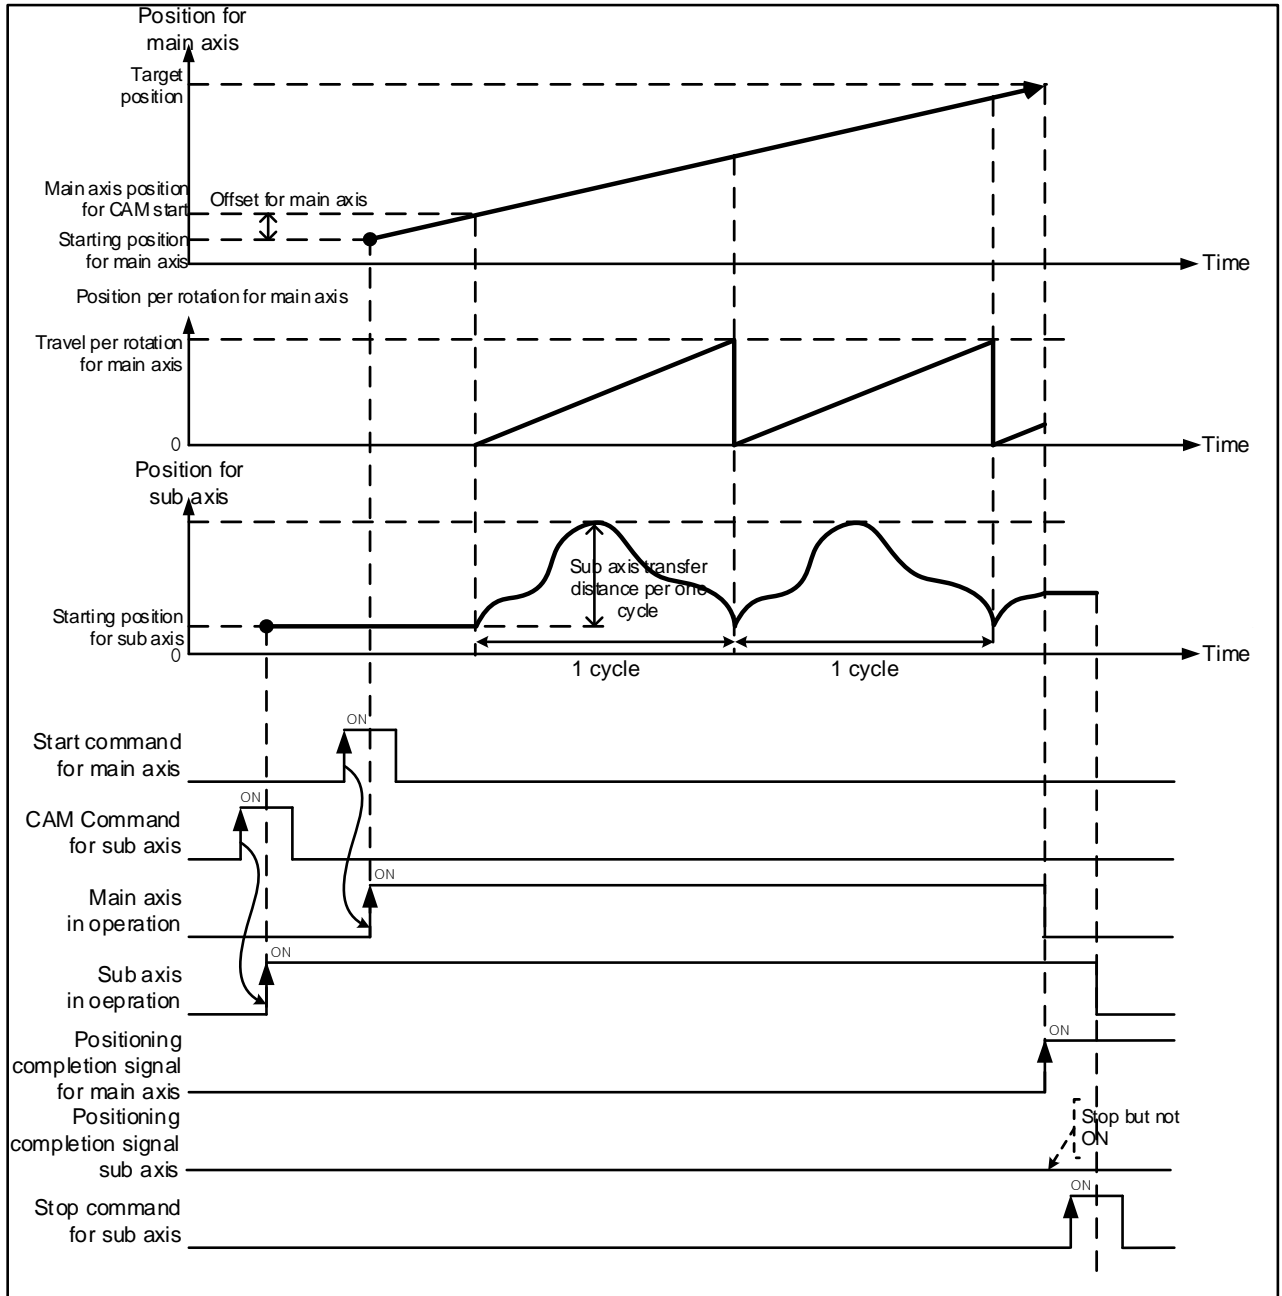 Position for
main axis
Target
position
Main axis position
for CAM start
Offset for main axis
Starting position
for main axis
Time
Position per rotation for main axis
Travel per rotation
for main axis
0
Time
Position for
sub axis
Sub axis transfer
distance per one
cycle
Starting position
for sub axis
0
Time
1 cycle
1 cycle
ON
Start command
for main axis
ON
CAM Command
for sub axis
ON
Main axis
in operation
ON
Sub axis
in oepration
ON
Positioning
completion signal
for main axis
Positioning
completion signal
sub axis
Stop but not
ON
ON
Stop command
for sub axis